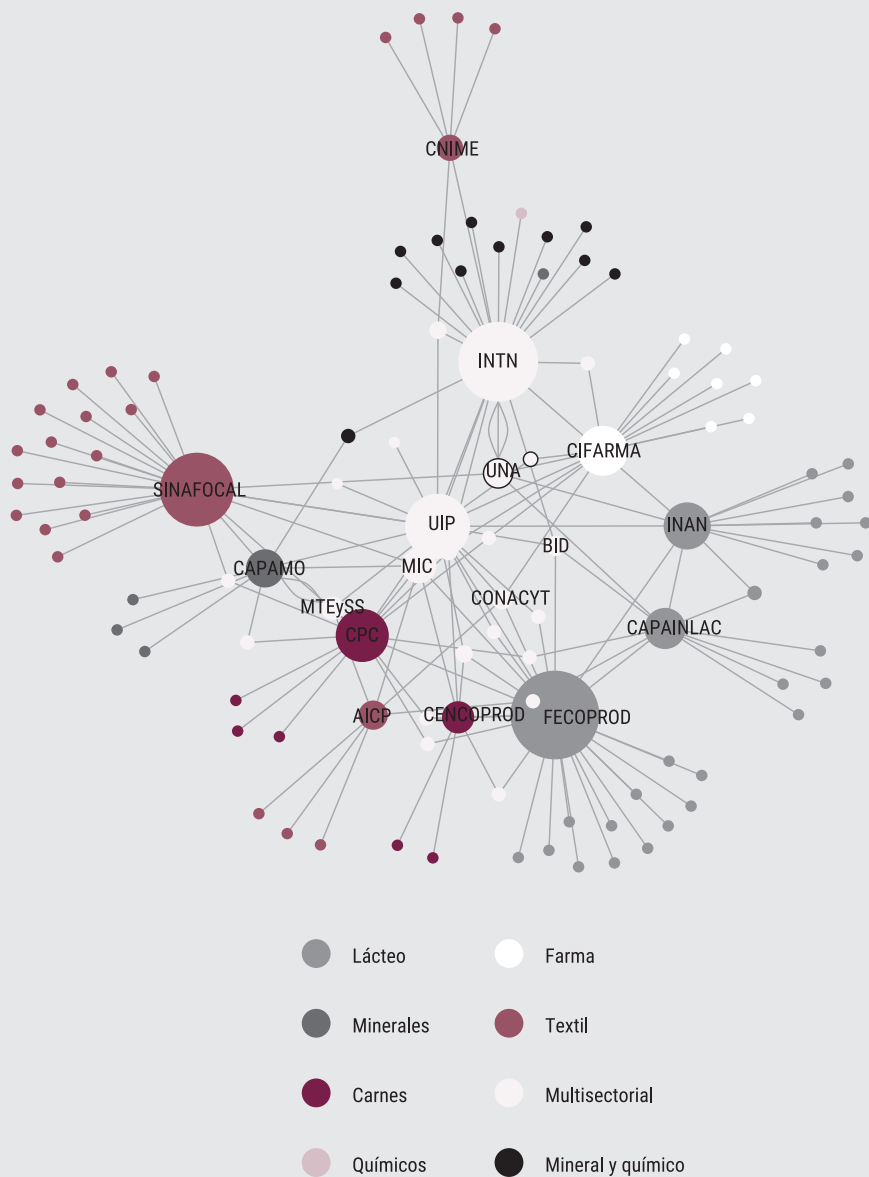 CNIME
INTN
CIFARMA
UNA
SINAFOCAL
UIP
INAN
BID
MIC
CAPAMO
CONACYT
MTEySS
CAPAINLAC
CPC
AICP
CENCOPROD
FECOPROD
Lácteo
Farma
Minerales
Textil
Carnes
Multisectorial
Químicos
Mineral y químico